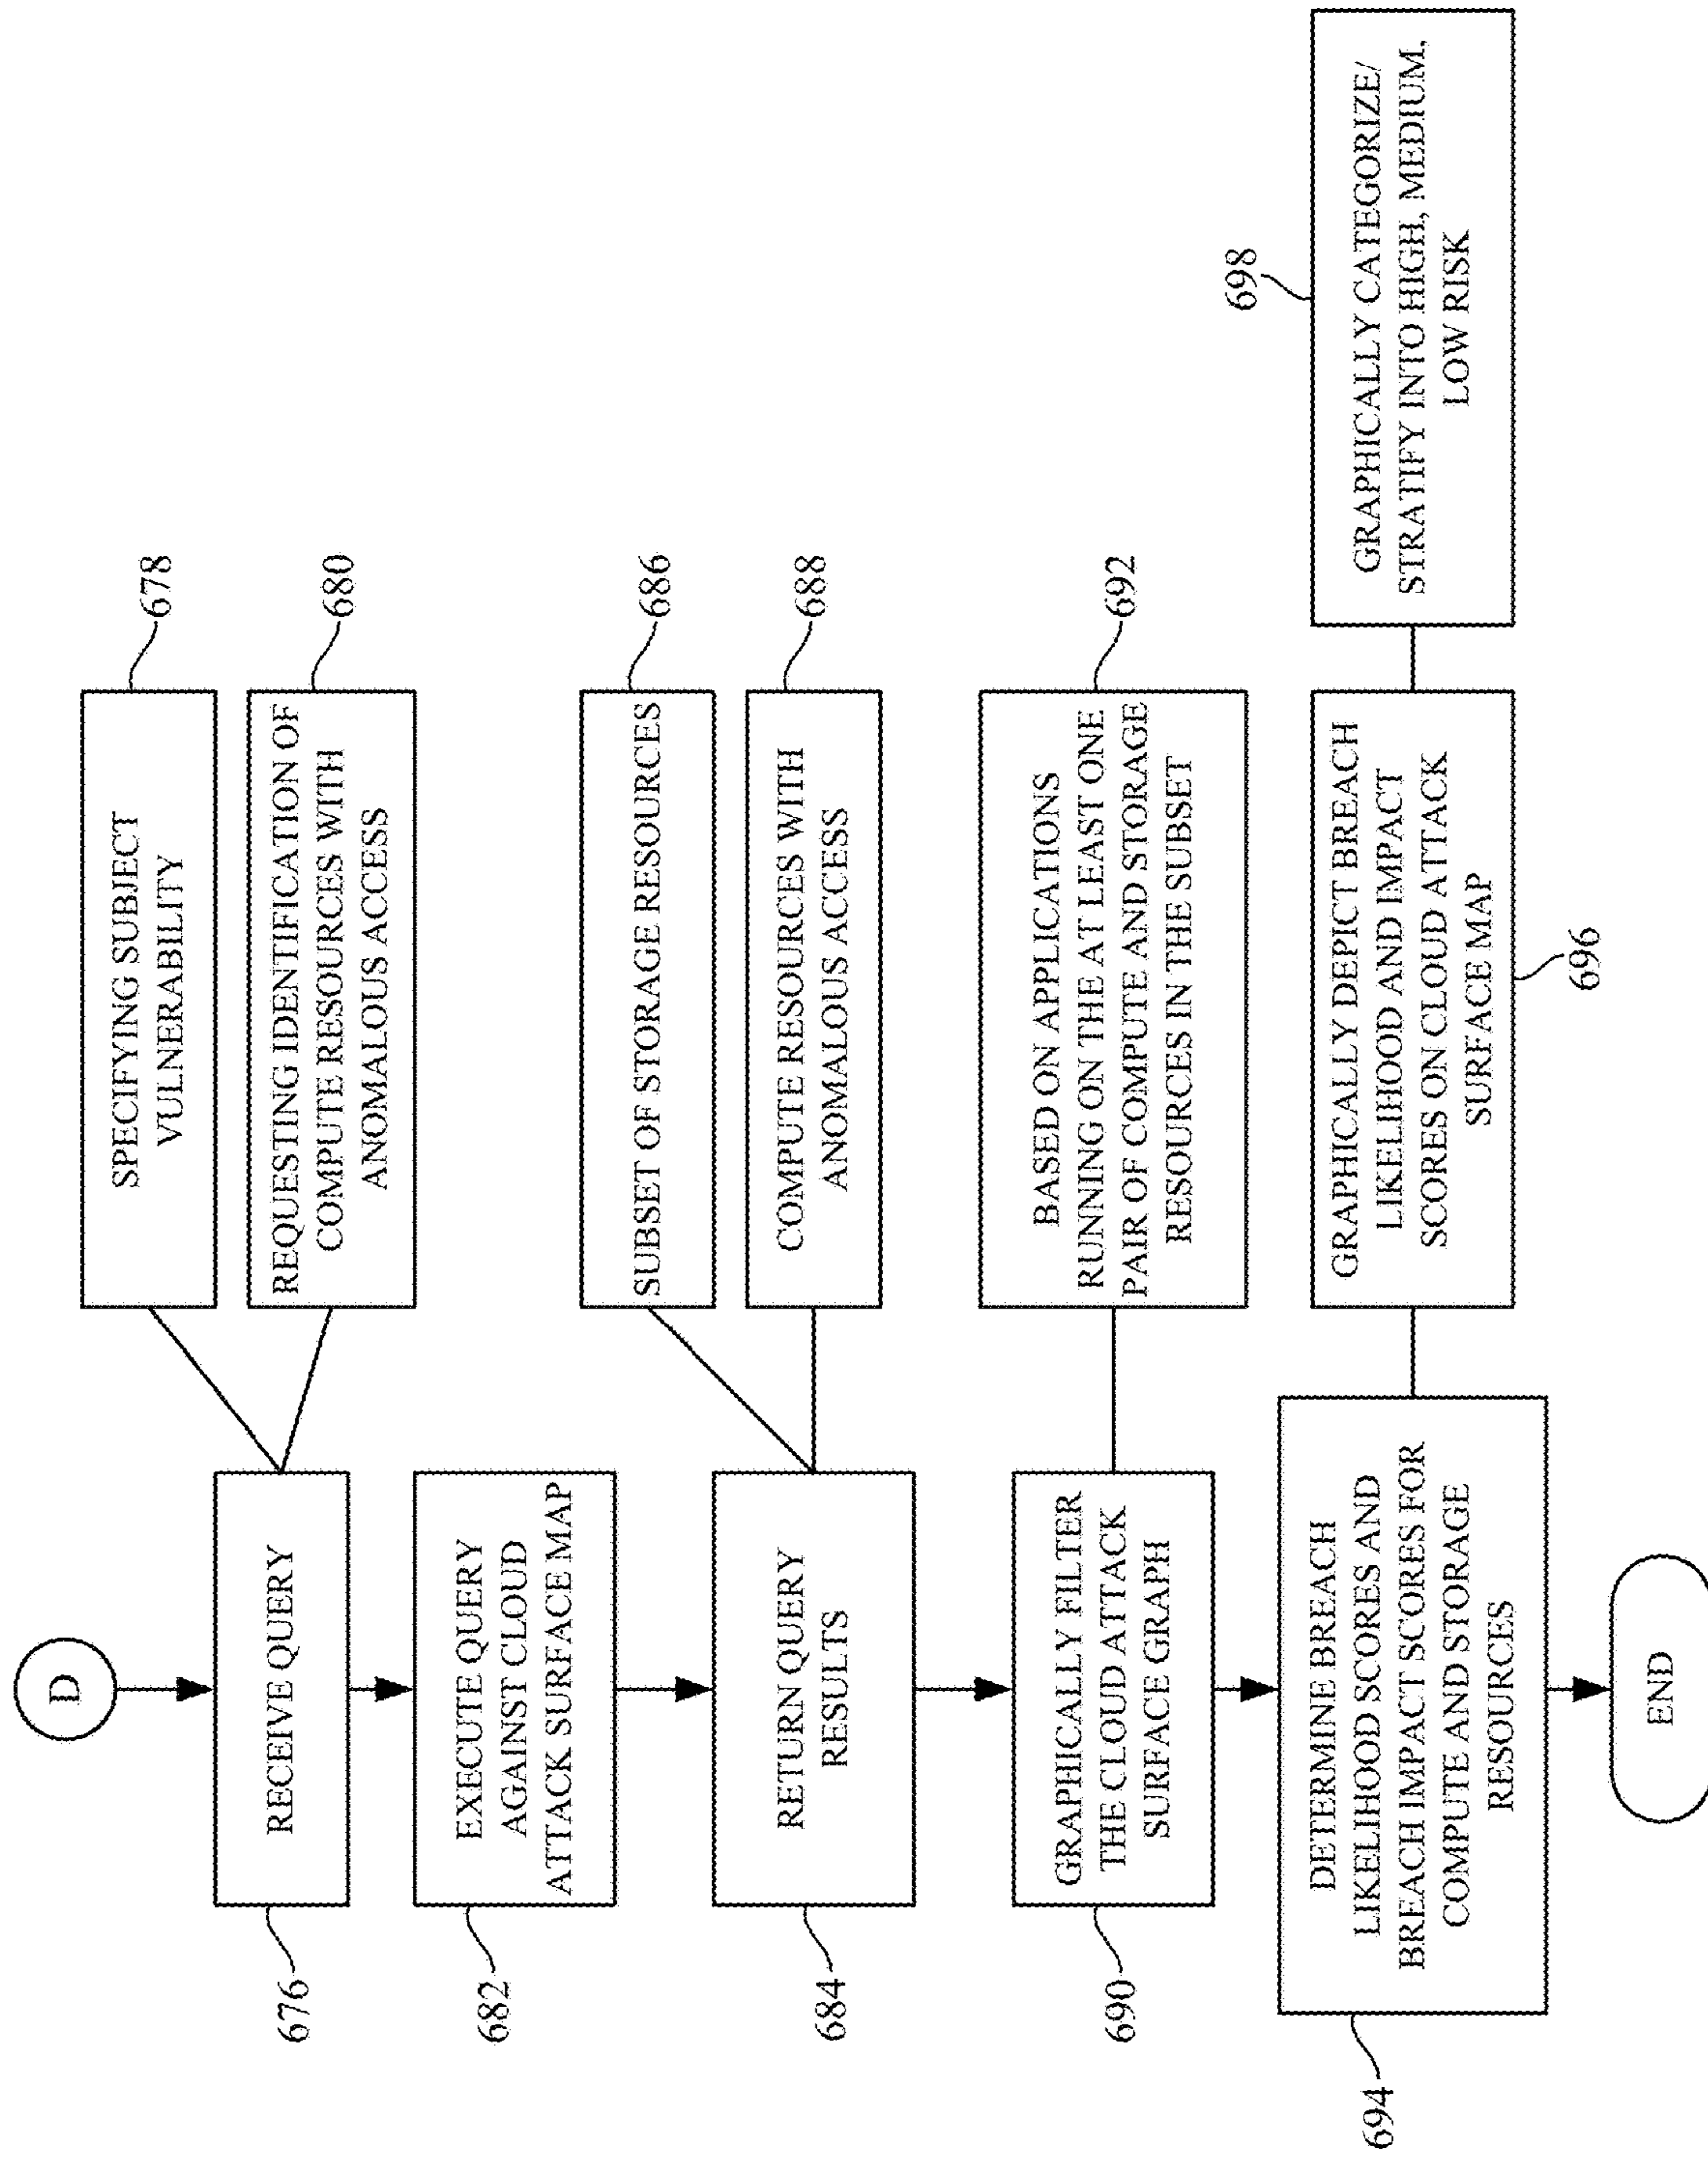 D
676
RECEIVE QUERY
SPECIFYING SUBJECT
VULNERABILITY
678
REQUESTING IDENTIFICATION OF
COMPUTE RESOURCES WITH
ANOMALOUS ACCESS
680
682
EXECUTE QUERY
AGAINST CLOUD
ATTACK SURFACE MAP
684
RETURN QUERY
RESULTS
SUBSET OF STORAGE RESOURCES
686
COMPUTE RESOURCES WITH
ANOMALOUS ACCESS
688
690
GRAPHICALLY FILTER
THE CLOUD ATTACK
SURFACE GRAPH
BASED ON APPLICATIONS
RUNNING ON THE AT LEAST ONE
PAIR OF COMPUTE AND STORAGE
RESOURCES IN THE SUBSET
692
694
DETERMINE BREACH
LIKELIHOOD SCORES AND
BREACH IMPACT SCORES FOR
COMPUTE AND STORAGE
RESOURCES
GRAPHICALLY DEPICT BREACH
LIKELIHOOD AND IMPACT
SCORES ON CLOUD ATTACK
SURFACE MAP
696
698
GRAPHICALLY CATEGORIZE/
STRATIFY INTO HIGH, MEDIUM,
LOW RISK
END